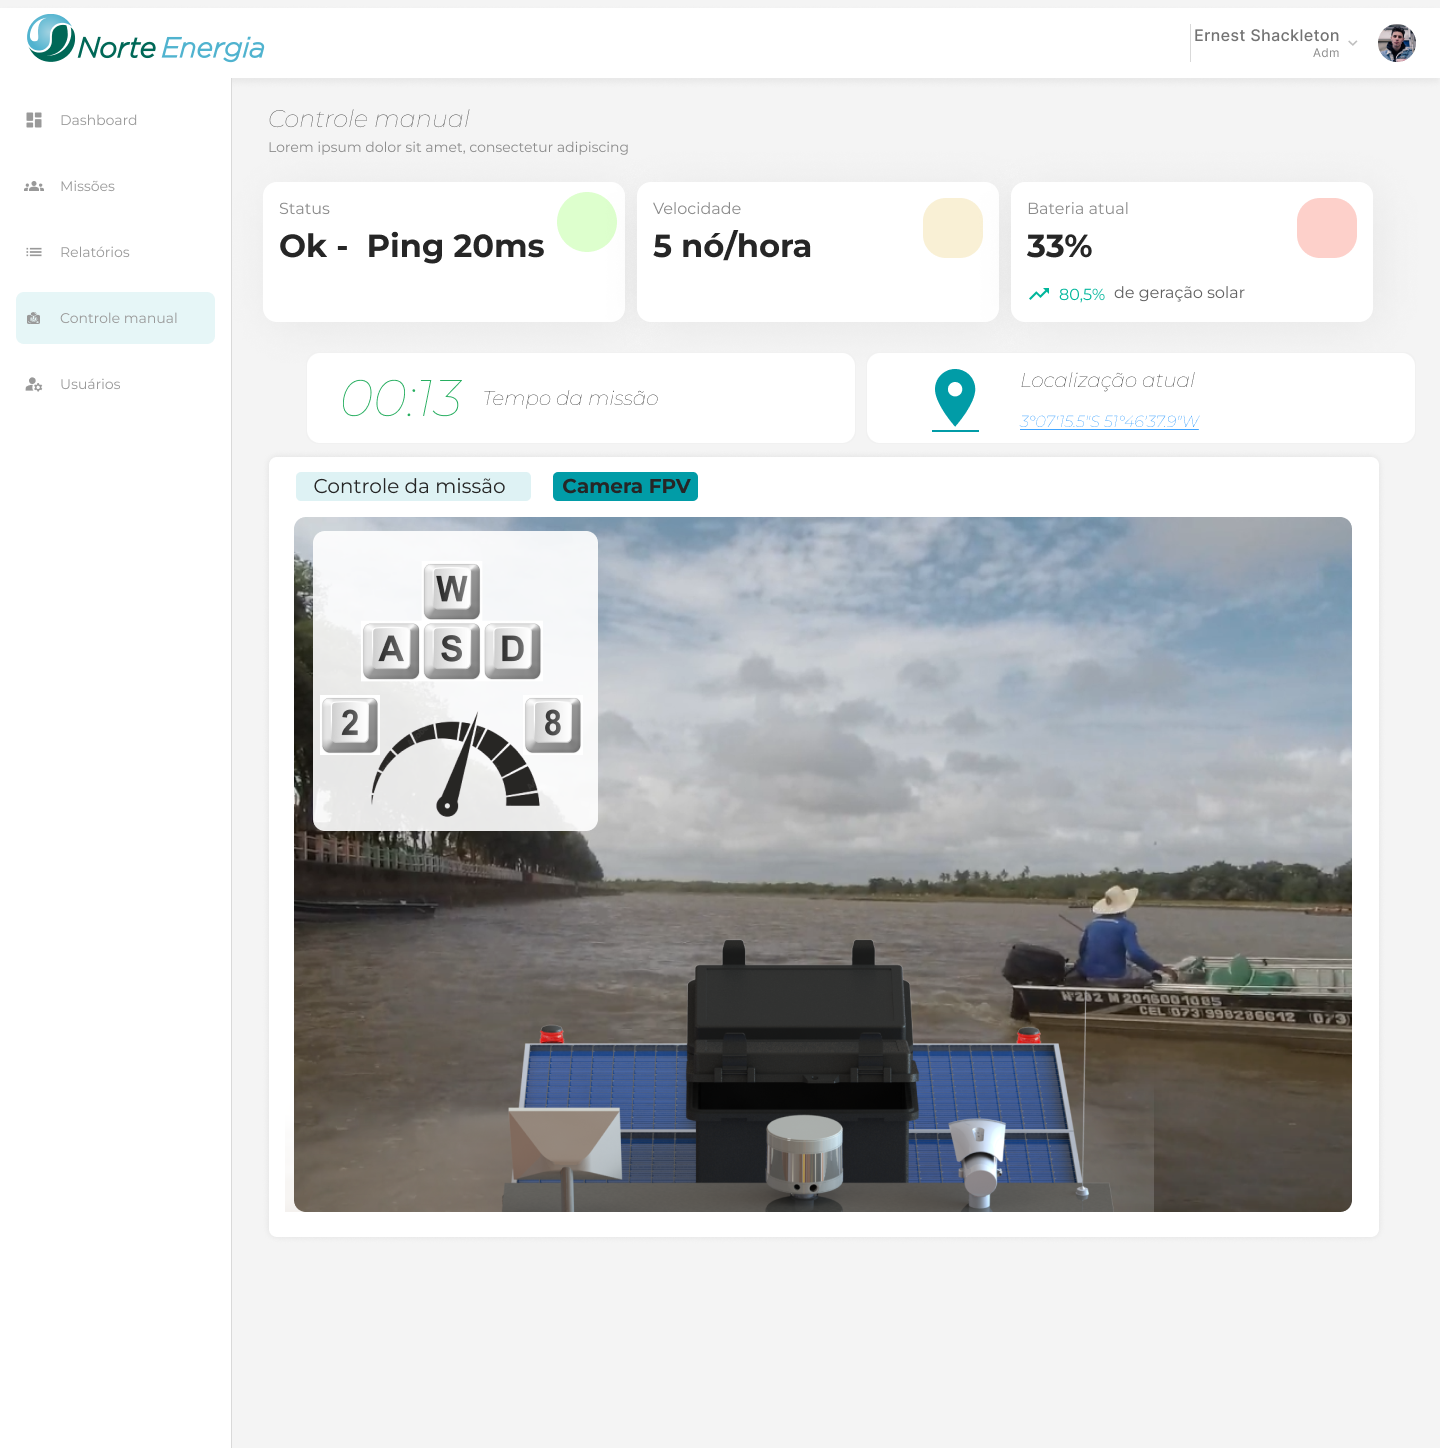 Norte Energia
Ernest Shackleton
Adm
Dashboard
Missões
Relatórios
Controle manual
Usuários
Controle manual
Lorem ipsum dolor sit amet, consectetur adipiscing
Status
Ok - Ping 20ms
Velocidade
5 nó/hora
Bateria atual
33%
80,5% de geração solar
00:13 Tempo da missão
Localização atual
3°07'15.5"S 51°46'37.9"W
Controle da missão
Camera FPV
W
A S D
2 8
Nº202 M 2016001085
CEL (073) 998286612 (073)